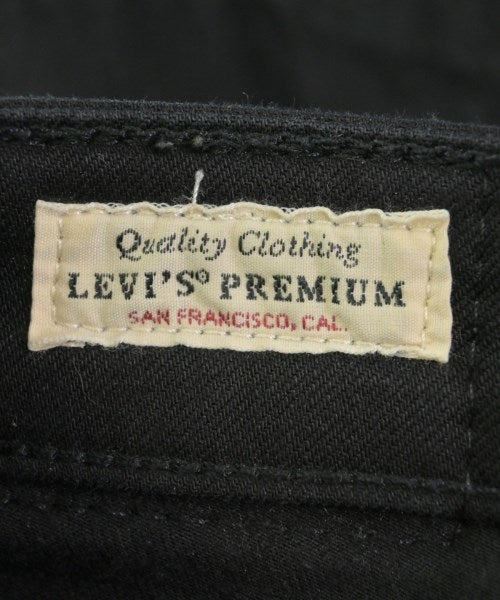 Quality Clothing
LEVI'S® PREMIUM
SAN FRANCISCO, CAL.